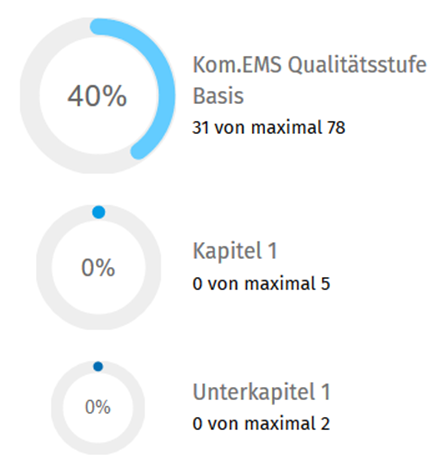 40%
Kom.EMS Qualitätsstufe
Basis
31 von maximal 78
0%
Kapitel 1
0 von maximal 5
0%
Unterkapitel 1
0 von maximal 2